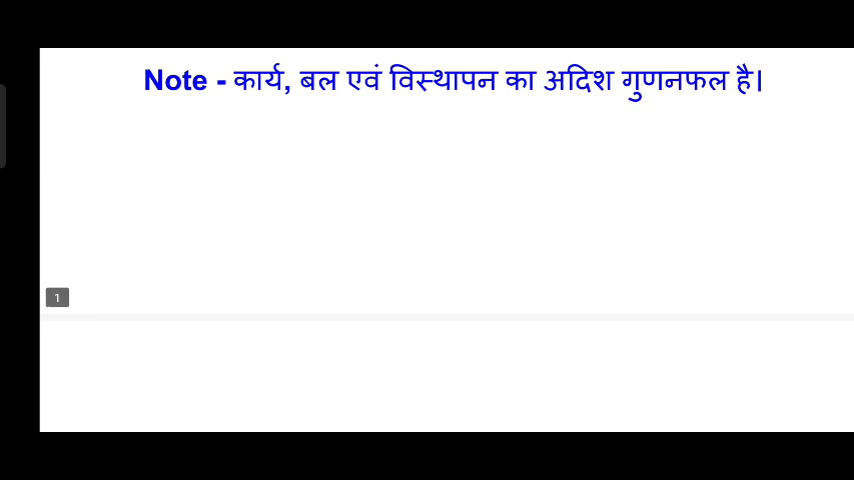 Note - कार्य, बल एवं विस्थापन का अदिश गुणनफल है।
1